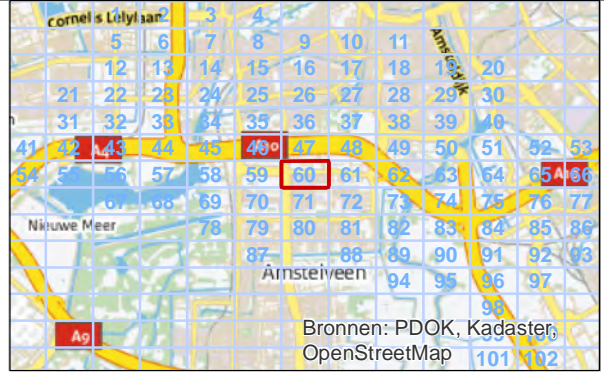 Cornelis Lelylaan 1 2 3 4
5 6 7 8 9 10 11
Amsteldijk
12 13 14 15 16 17 18 19 20
21 22 23 24 25 26 27 28 29 30
31 32 33 34 35 36 37 38 39 40
41 42 43 44 45 46 47 48 49 50 51 52 53
A4
54 55 56 57 58 59 60 61 62 63 64 65 66
67 68 69 70 71 72 73 74 75 76 77
Nieuwe Meer 78 79 80 81 82 83 84 85 86
87 88 89 90 91 92 93
Amstelveen
94 95 96 97
98
A9
Bronnen: PDOK, Kadaster,
OpenStreetMap
101 102